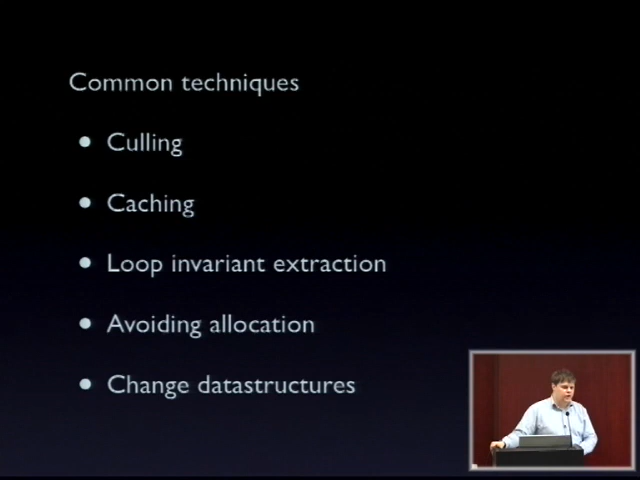 Common techniques
• Culling
• Caching
• Loop invariant extraction
• Avoiding allocation
• Change datastructures